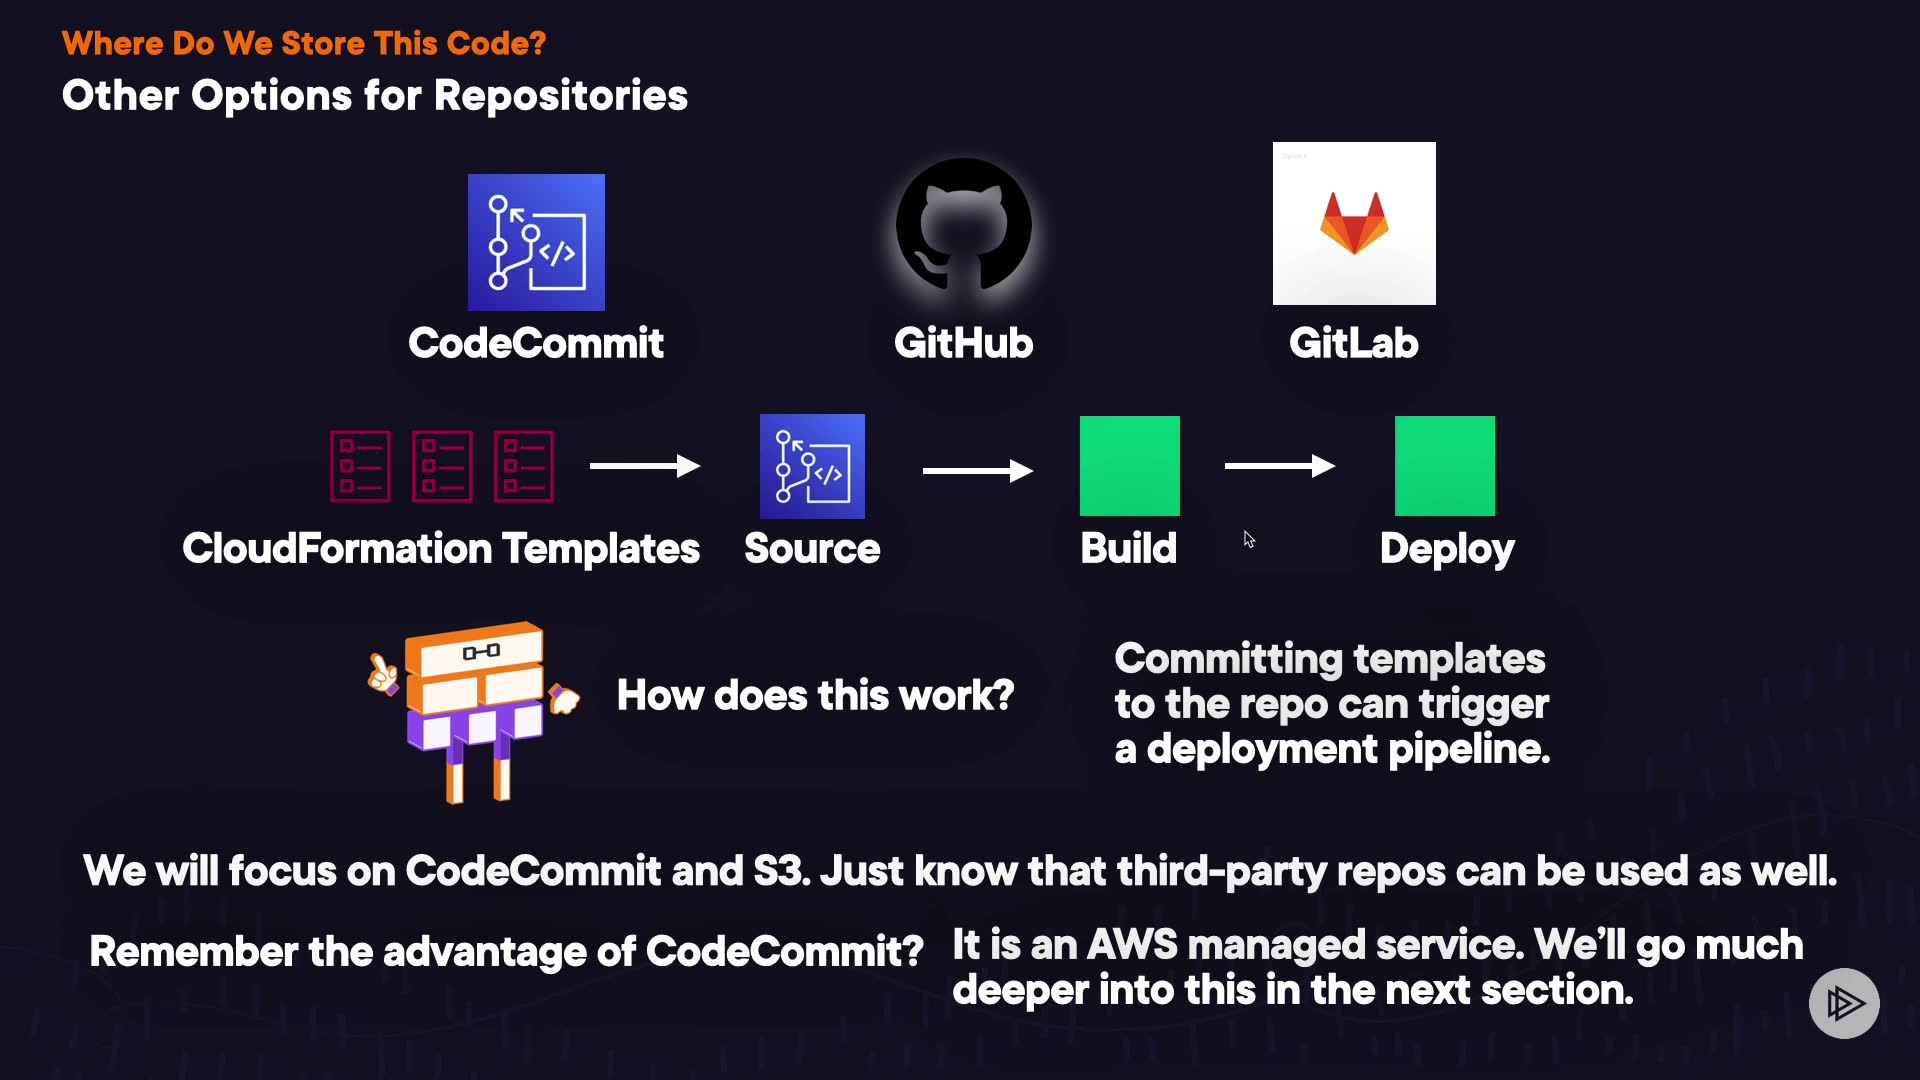 Where Do We Store This Code?
Other Options for Repositories
Option X
CodeCommit
GitHub
GitLab
CloudFormation Templates
Source
Build
Deploy
How does this work?
Committing templates
to the repo can trigger
a deployment pipeline.
We will focus on CodeCommit and S3. Just know that third-party repos can be used as well.
Remember the advantage of CodeCommit?
It is an AWS managed service. We'll go much
deeper into this in the next section.